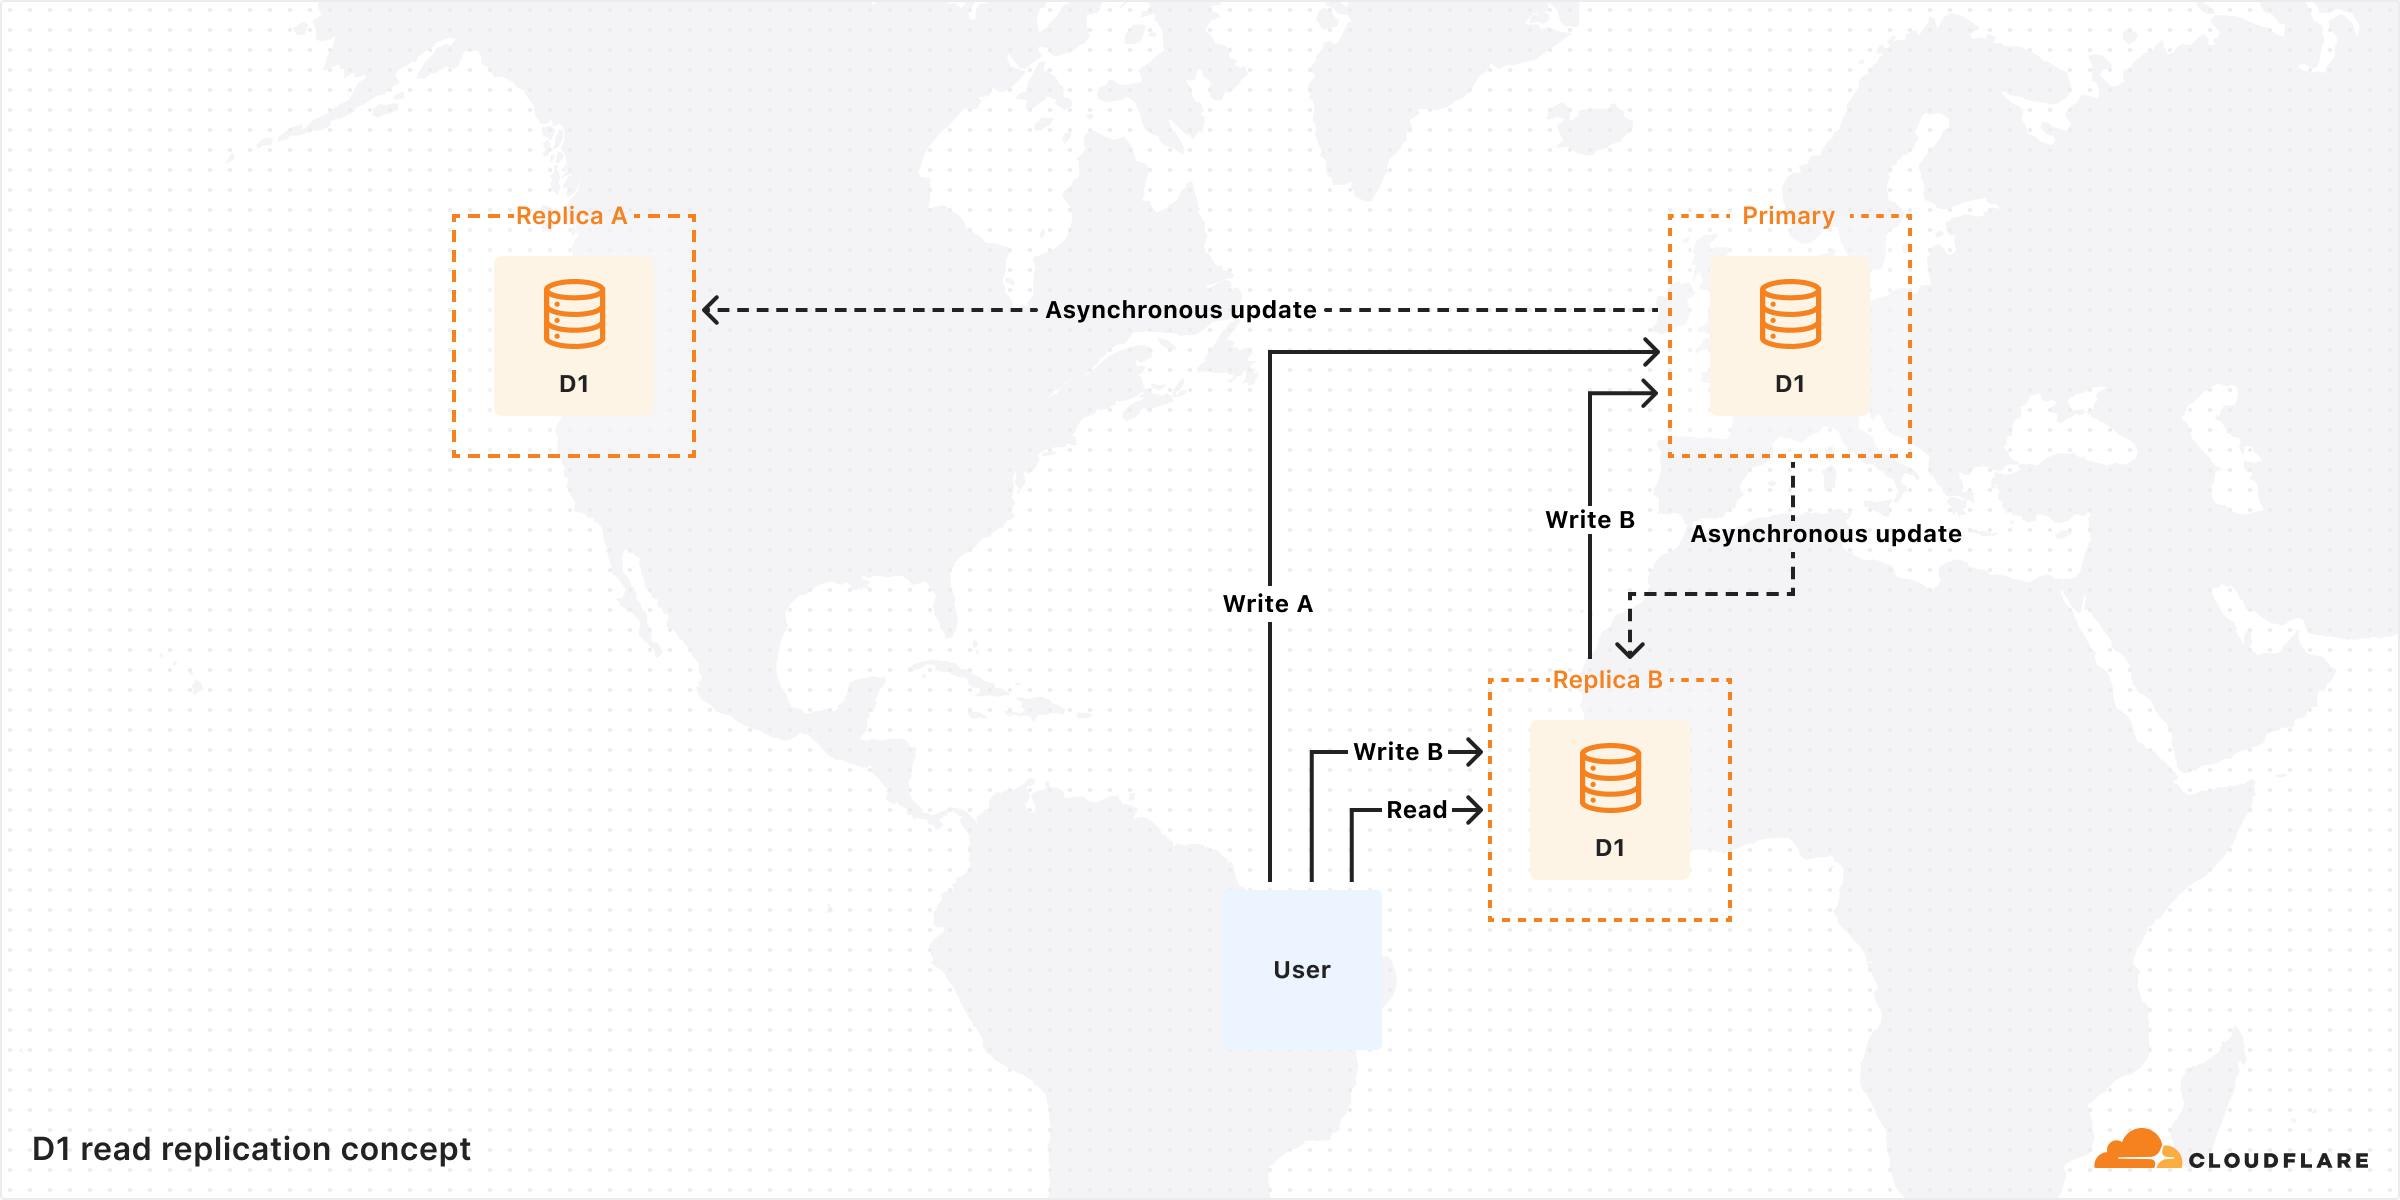 Replica A
Primary
Asynchronous update
D1
D1
Write B
Asynchronous update
Write A
Replica B
Write B
Read
D1
User
D1 read replication concept
CLOUDFLARE